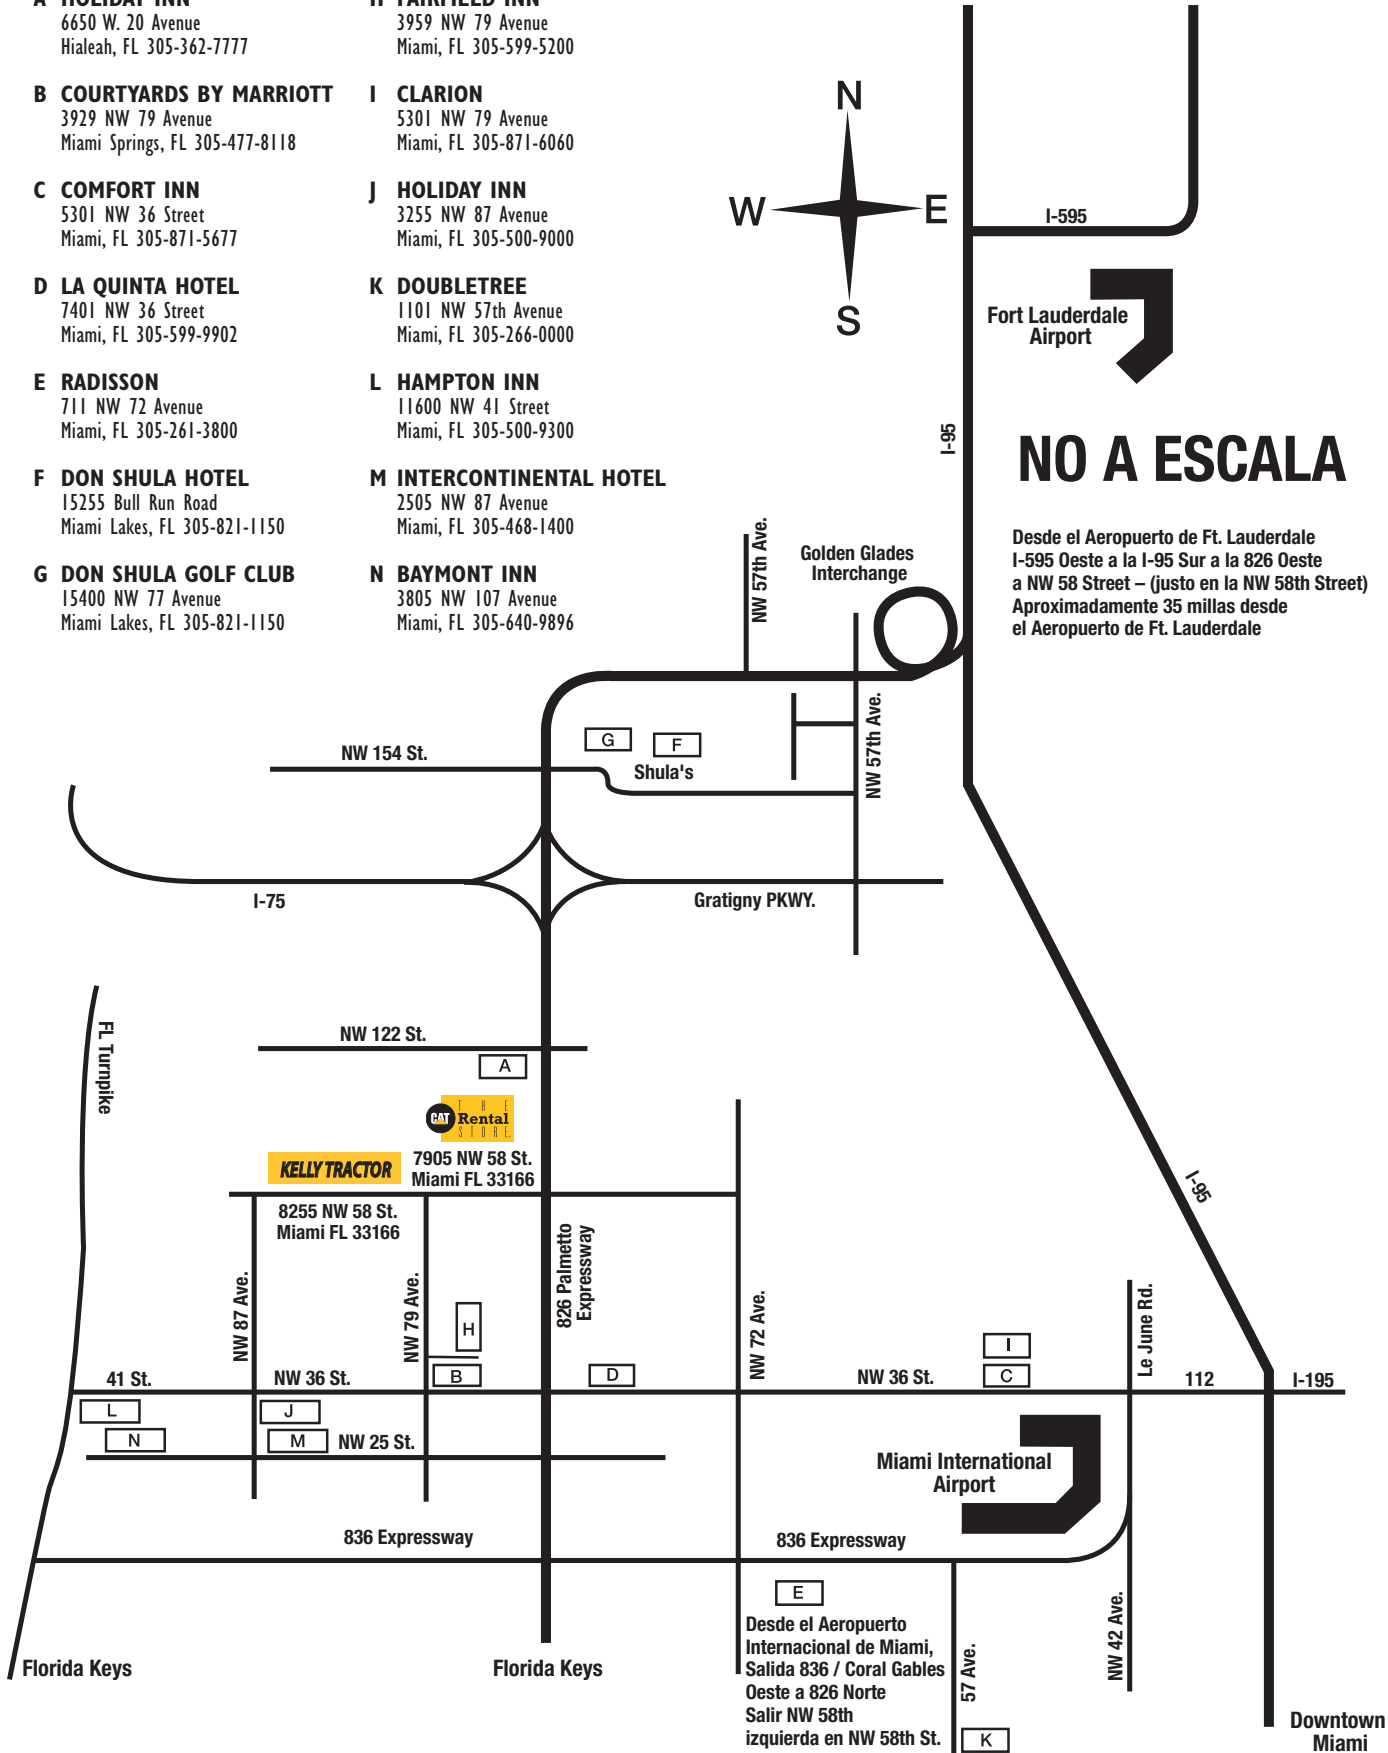 A HOLIDAY INN
6650 W. 20 Avenue
Hialeah, FL 305-362-7777
B COURTYARDS BY MARRIOTT
3929 NW 79 Avenue
Miami Springs, FL 305-477-8118
C COMFORT INN
5301 NW 36 Street
Miami, FL 305-871-5677
D LA QUINTA HOTEL
7401 NW 36 Street
Miami, FL 305-599-9902
E RADISSON
711 NW 72 Avenue
Miami, FL 305-261-3800
F DON SHULA HOTEL
15255 Bull Run Road
Miami Lakes, FL 305-821-1150
G DON SHULA GOLF CLUB
15400 NW 77 Avenue
Miami Lakes, FL 305-821-1150
H FAIRFIELD INN
3959 NW 79 Avenue
Miami, FL 305-599-5200
I CLARION
5301 NW 79 Avenue
Miami, FL 305-871-6060
J HOLIDAY INN
3255 NW 87 Avenue
Miami, FL 305-500-9000
K DOUBLETREE
1101 NW 57th Avenue
Miami, FL 305-266-0000
L HAMPTON INN
11600 NW 41 Street
Miami, FL 305-500-9300
M INTERCONTINENTAL HOTEL
2505 NW 87 Avenue
Miami, FL 305-468-1400
N BAYMONT INN
3805 NW 107 Avenue
Miami, FL 305-640-9896
N
W
E
S
I-595
Fort Lauderdale
Airport
I-95
NO A ESCALA
Desde el Aeropuerto de Ft. Lauderdale
I-595 Oeste a la I-95 Sur a la 826 Oeste
a NW 58 Street – (justo en la NW 58th Street)
Aproximadamente 35 millas desde
el Aeropuerto de Ft. Lauderdale
NW 57th Ave.
Golden Glades
Interchange
NW 57th Ave.
G
F
Shula's
NW 154 St.
I-75
Gratigny PKWY.
FL Turnpike
NW 122 St.
A
THE
CAT Rental
STORE.
KELLY TRACTOR
7905 NW 58 St.
Miami FL 33166
8255 NW 58 St.
Miami FL 33166
I-95
NW 87 Ave.
NW 79 Ave.
H
826 Palmetto
Expressway
NW 72 Ave.
Le June Rd.
I
41 St.
NW 36 St.
B
D
NW 36 St.
C
112
I-195
L
J
N
M
NW 25 St.
Miami International
Airport
836 Expressway
836 Expressway
E
Desde el Aeropuerto
Internacional de Miami,
Salida 836 / Coral Gables
Oeste a 826 Norte
Salir NW 58th
izquierda en NW 58th St.
57 Ave.
K
NW 42 Ave.
Florida Keys
Florida Keys
Downtown
Miami